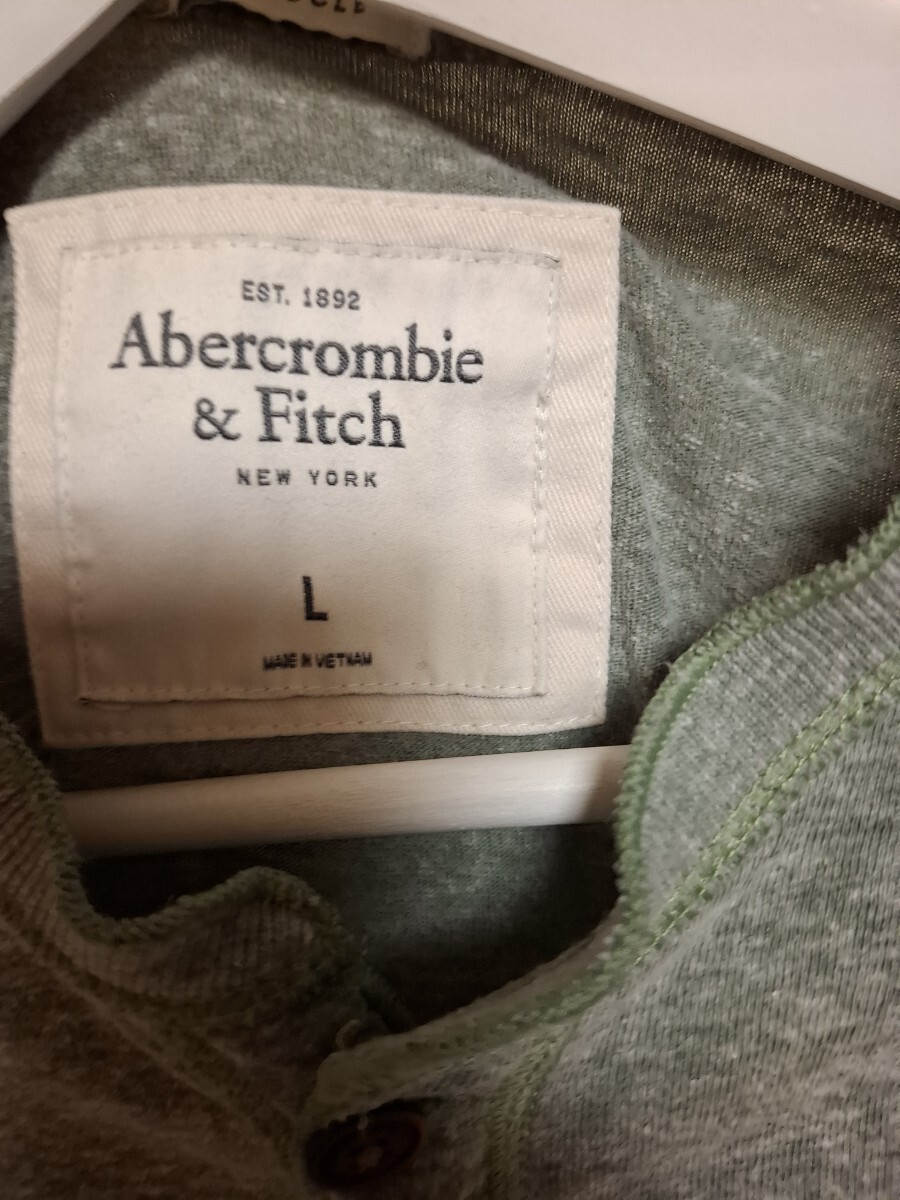 EST. 1892
Abercrombie
& Fitch
NEW YORK
L
MADE IN VIETNAM